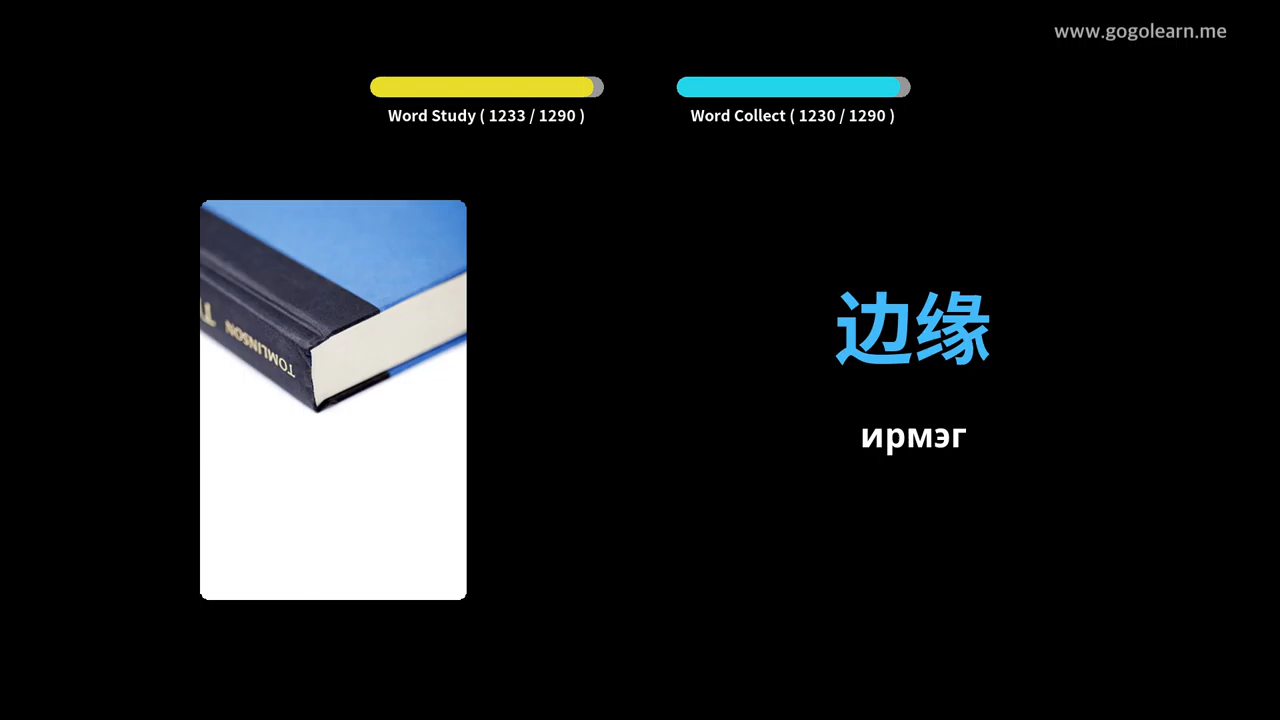 www.gogolearn.me
Word Study ( 1233 / 1290 )
Word Collect ( 1230 / 1290 )
TOMLINSON
边缘
ирмэг